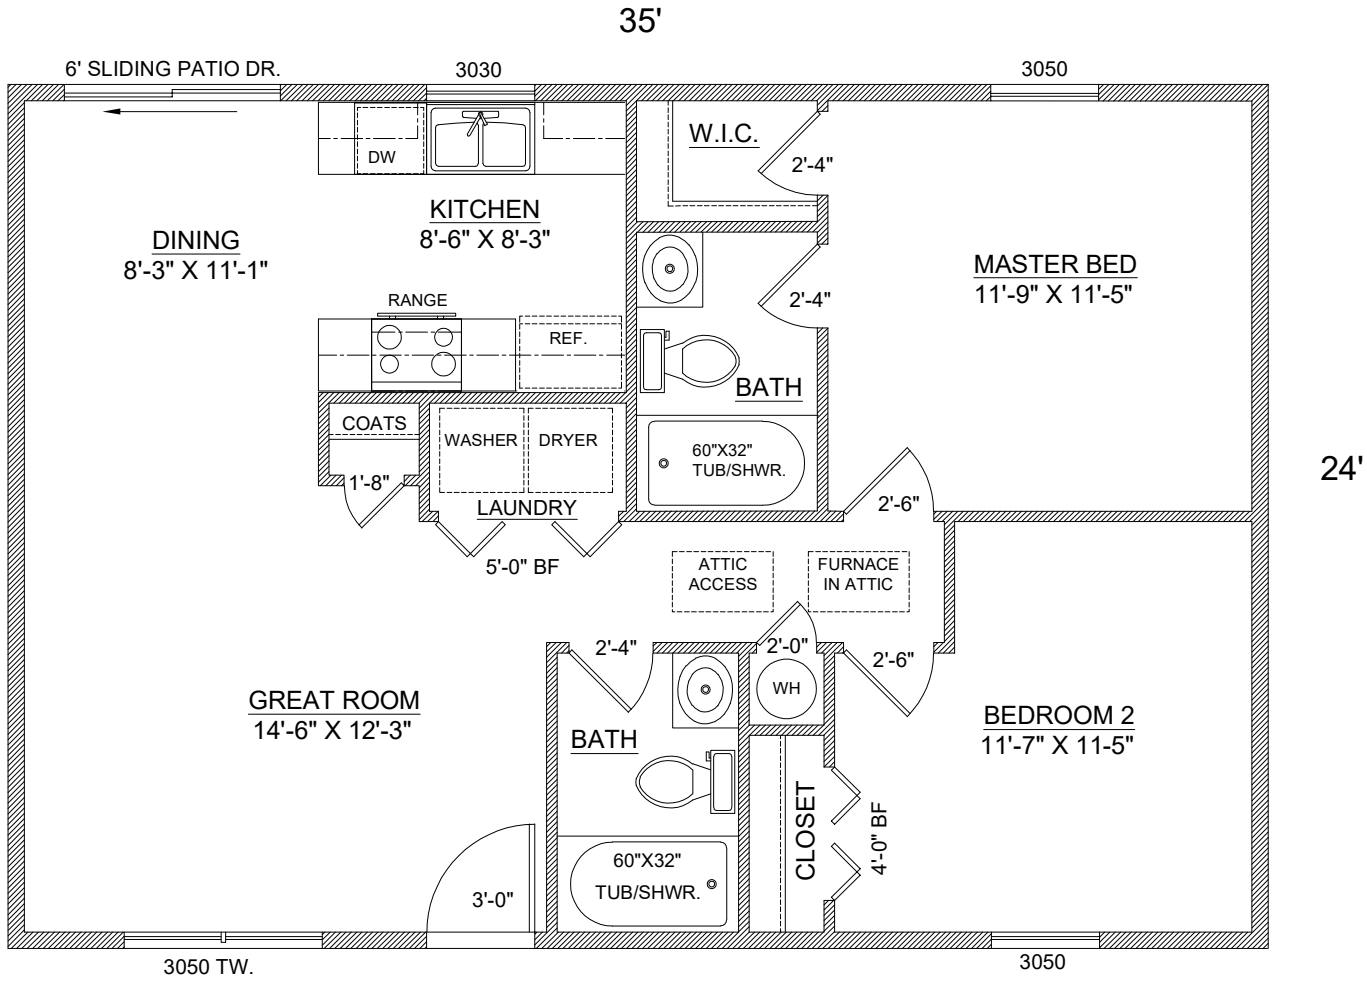 35'
6' SLIDING PATIO DR.
3030
3050
W.I.C.
2'-4"
DW
KITCHEN
8'-6" X 8'-3"
DINING
8'-3" X 11'-1"
MASTER BED
11'-9" X 11'-5"
2'-4"
RANGE
REF.
BATH
COATS
WASHER
DRYER
60"X32"
TUB/SHWR.
24'
1'-8"
LAUNDRY
2'-6"
5'-0" BF
ATTIC
ACCESS
FURNACE
IN ATTIC
2'-4"
2'-0"
2'-6"
WH
GREAT ROOM
14'-6" X 12'-3"
BATH
BEDROOM 2
11'-7" X 11-5"
CLOSET
4'-0" BF
60"X32"
TUB/SHWR.
3'-0"
3050 TW.
3050